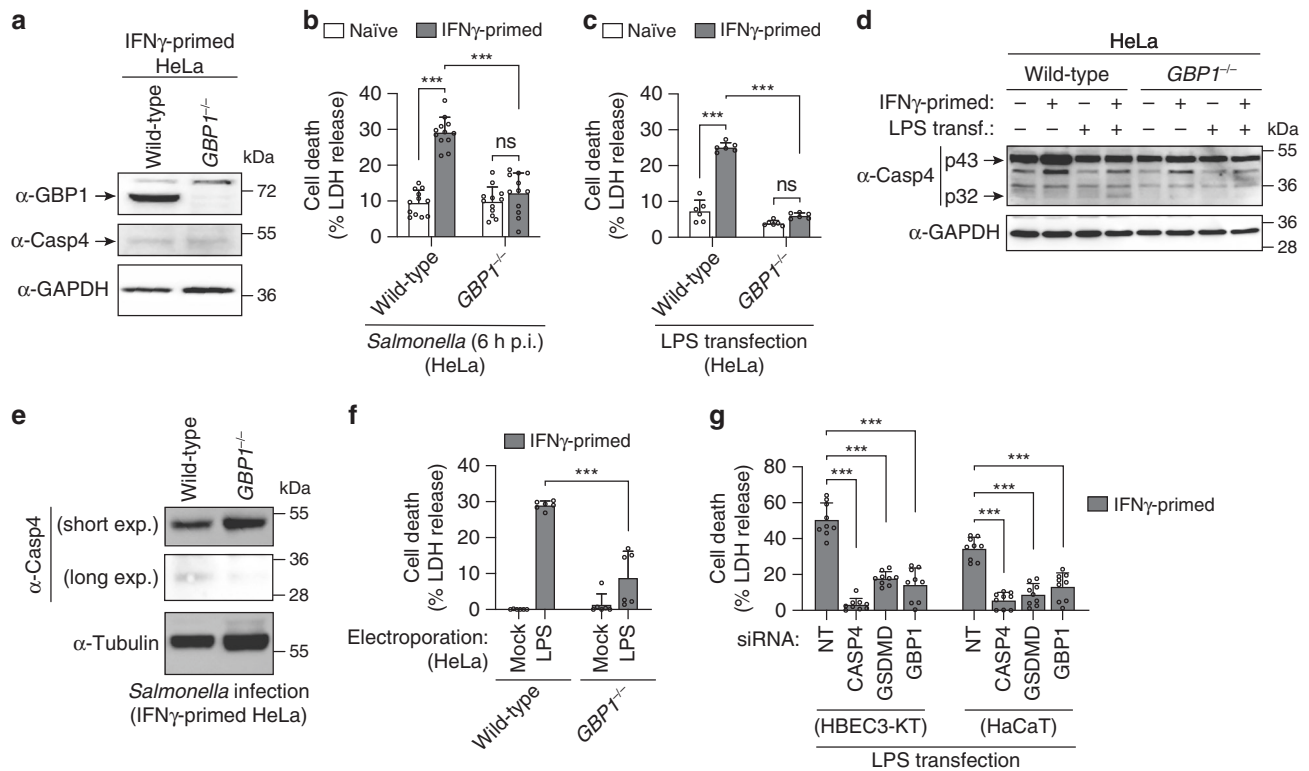 a
IFNγ-primed
HeLa
Wild-type
GBP1–/–
kDa
α-GBP1
72
α-Casp4
55
α-GAPDH
36
b
Naïve
IFNγ-primed
***
***
ns
Cell death
(% LDH release)
40
30
20
10
0
Wild-type
GBP1–/–
Salmonella (6 h p.i.)
(HeLa)
c
Naïve
IFNγ-primed
***
***
ns
Cell death
(% LDH release)
40
30
20
10
0
Wild-type
GBP1–/–
LPS transfection
(HeLa)
d
HeLa
Wild-type
GBP1–/–
IFNγ-primed: – + – + – + – +
LPS transf.: – – + + – – + +
kDa
α-Casp4
p43
p32
55
36
α-GAPDH
36
28
e
Wild-type
GBP1–/–
kDa
α-Casp4
(short exp.)
55
(long exp.)
36
28
α-Tubulin
55
Salmonella infection
(IFNγ-primed HeLa)
f
IFNγ-primed
***
Cell death
(% LDH release)
40
30
20
10
0
Electroporation:
(HeLa)
Mock
LPS
Mock
LPS
Wild-type
GBP1–/–
g
***
***
***
***
***
***
IFNγ-primed
Cell death
(% LDH release)
80
60
40
20
0
siRNA:
NT
CASP4
GSDMD
GBP1
NT
CASP4
GSDMD
GBP1
(HBEC3-KT)
(HaCaT)
LPS transfection